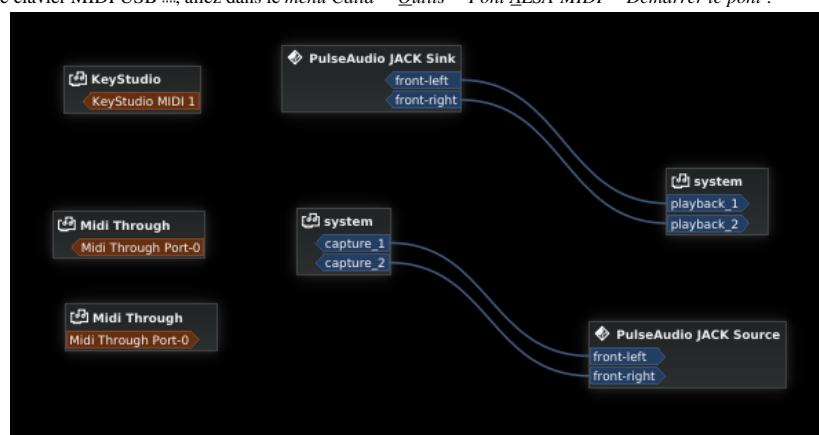 clavier MIDI USB ..., allez dans le menu Catia > Outils > Pont ALSA-MIDI > Démarrer le pont.
PulseAudio JACK Sink
front-left
front-right
KeyStudio
KeyStudio MIDI 1
system
playback_1
playback_2
Midi Through
Midi Through Port-0
system
capture_1
capture_2
Midi Through
Midi Through Port-0
PulseAudio JACK Source
front-left
front-right